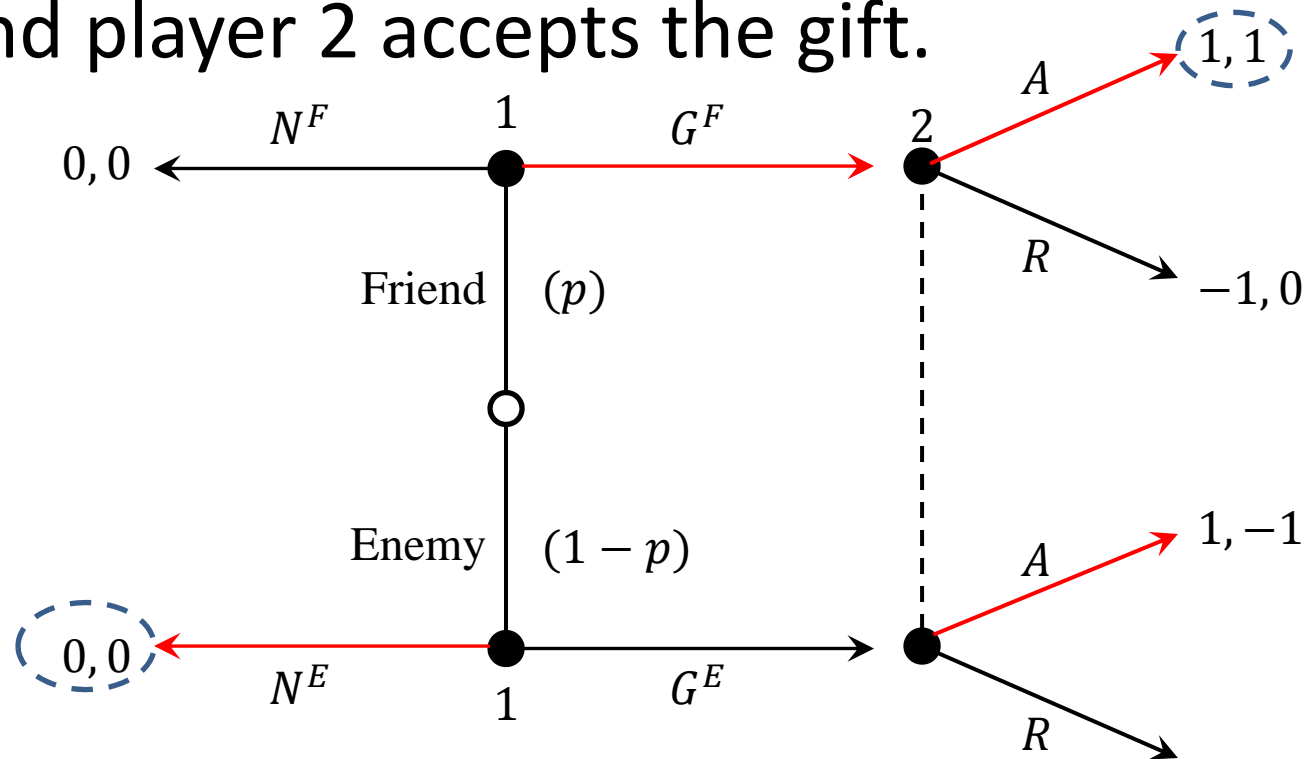 nd player 2 accepts the gift.
1, 1
A
N^F
1
G^F
2
0, 0
R
Friend
(p)
−1, 0
Enemy
(1 − p)
1, −1
A
0, 0
N^E
1
G^E
R